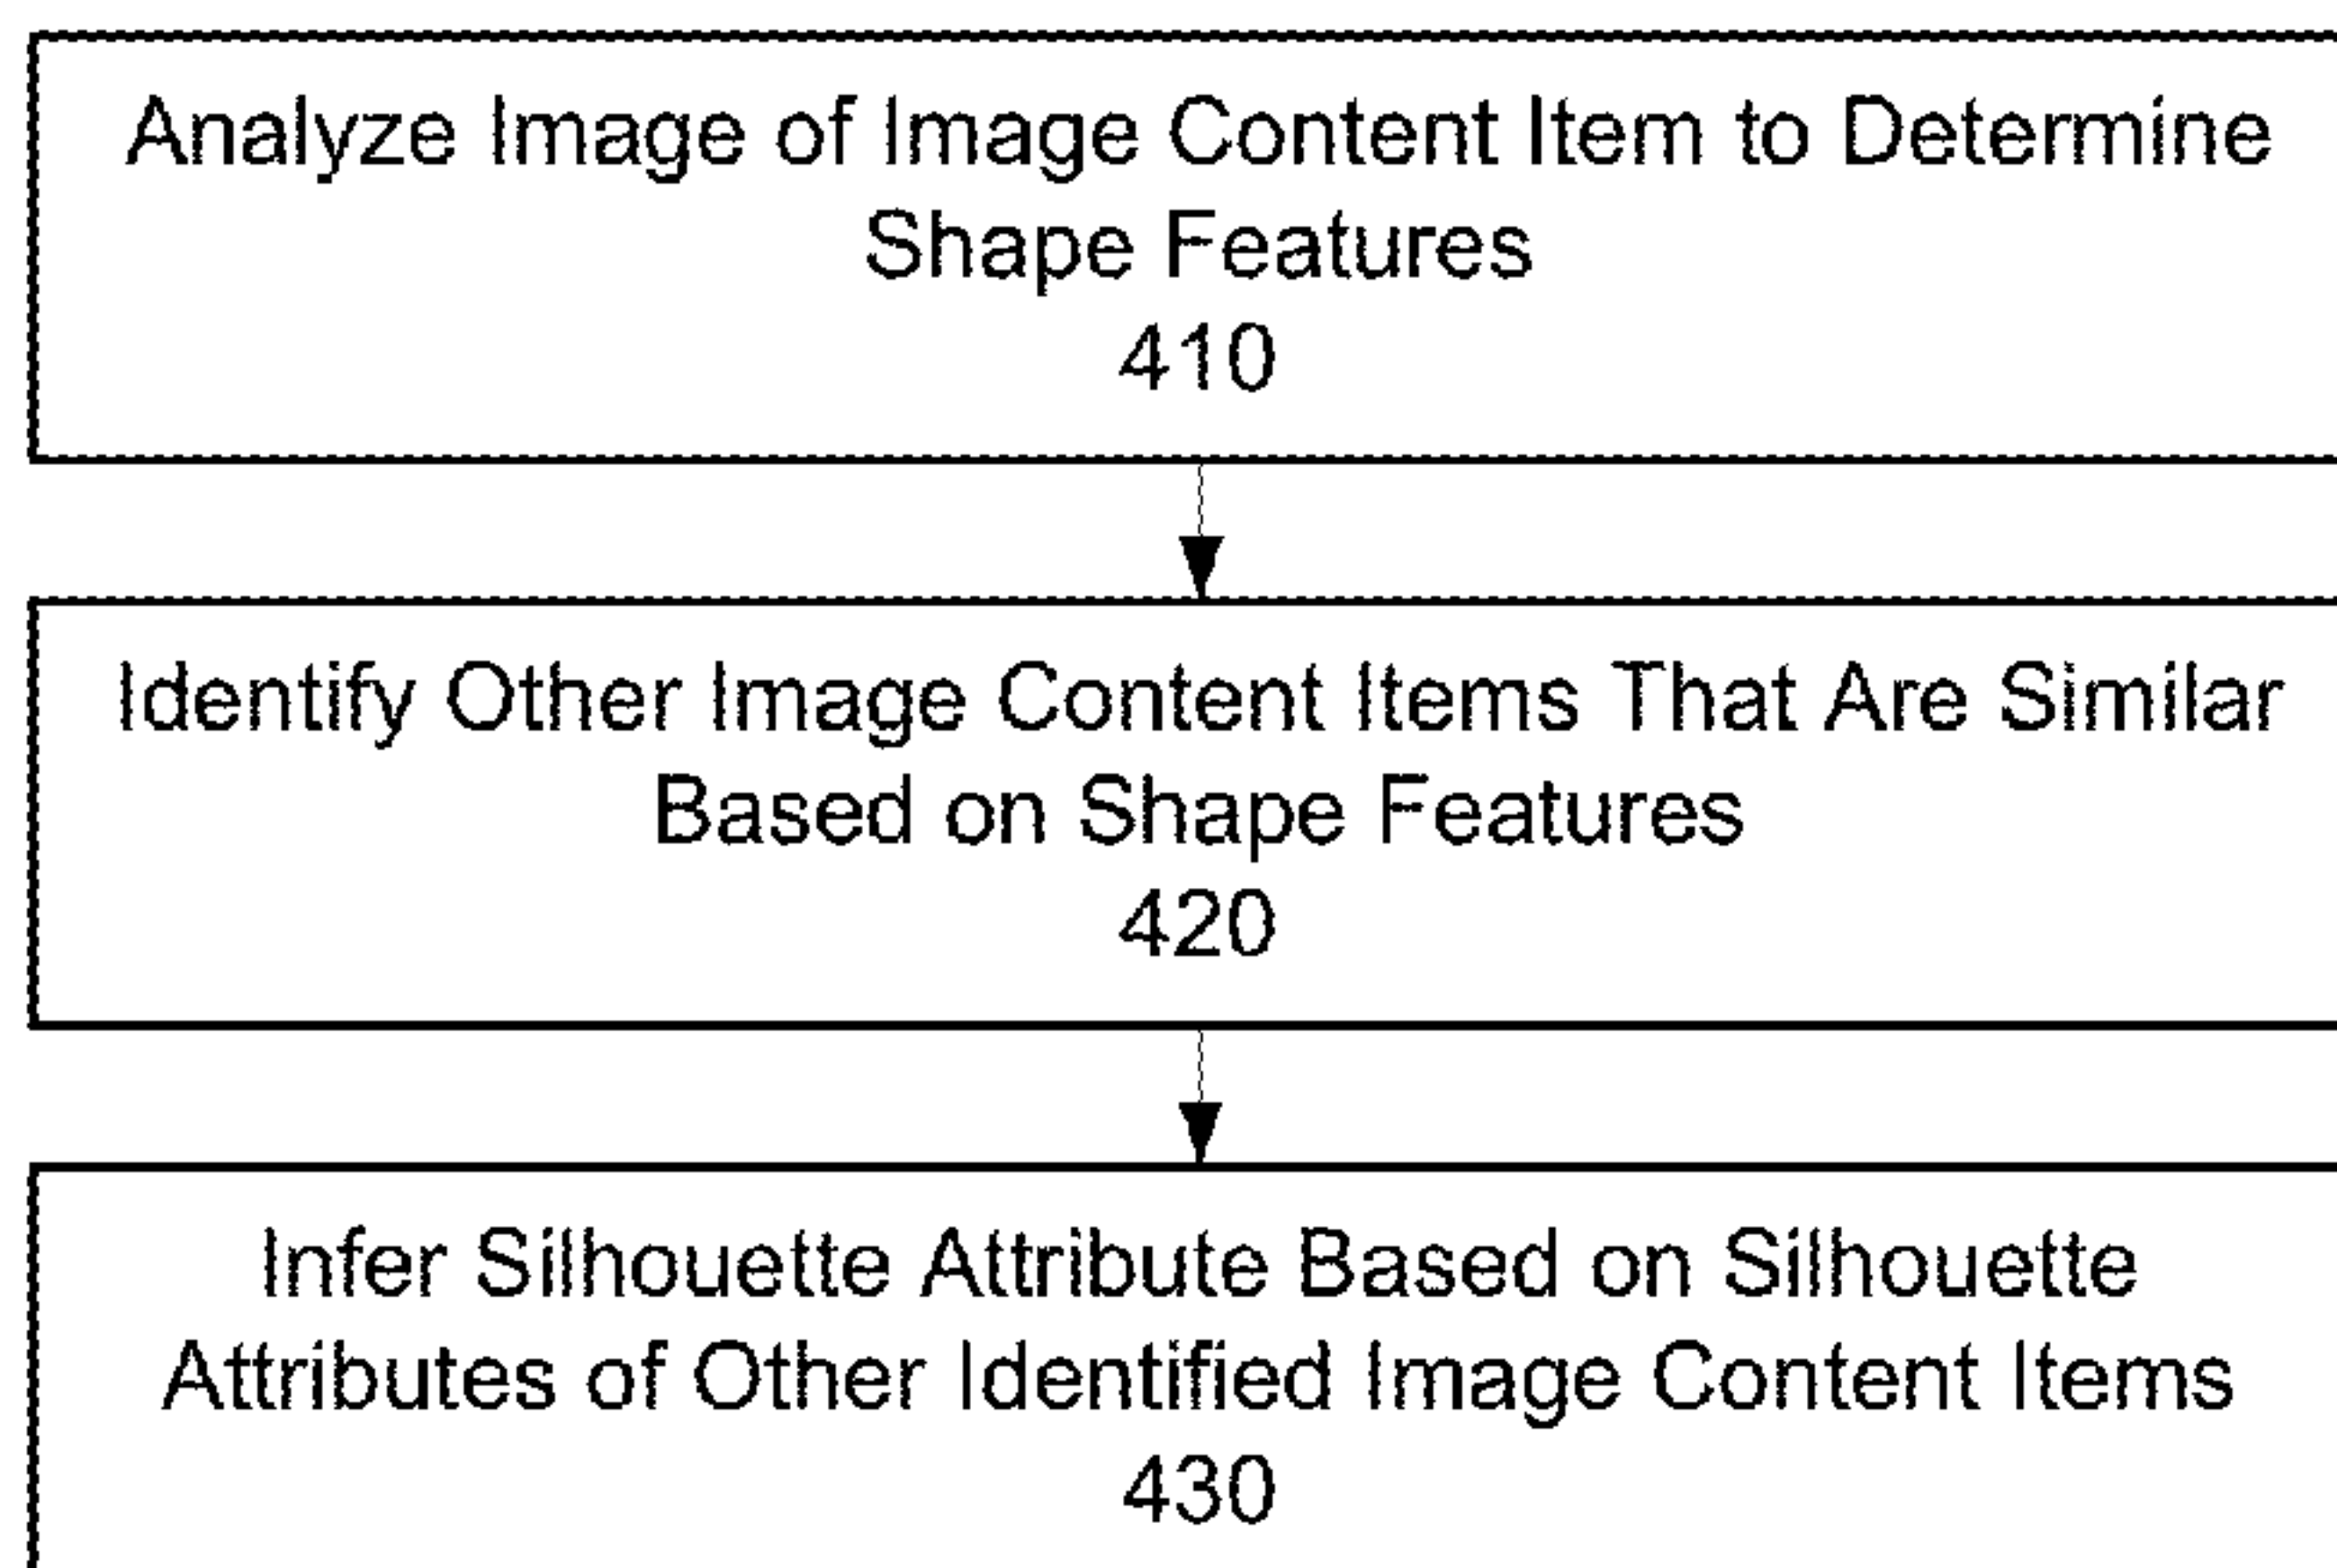 Analyze Image of Image Content Item to Determine
Shape Features
410
Identify Other Image Content Items That Are Similar
Based on Shape Features
420
Infer Silhouette Attribute Based on Silhouette
Attributes of Other Identified Image Content Items
430